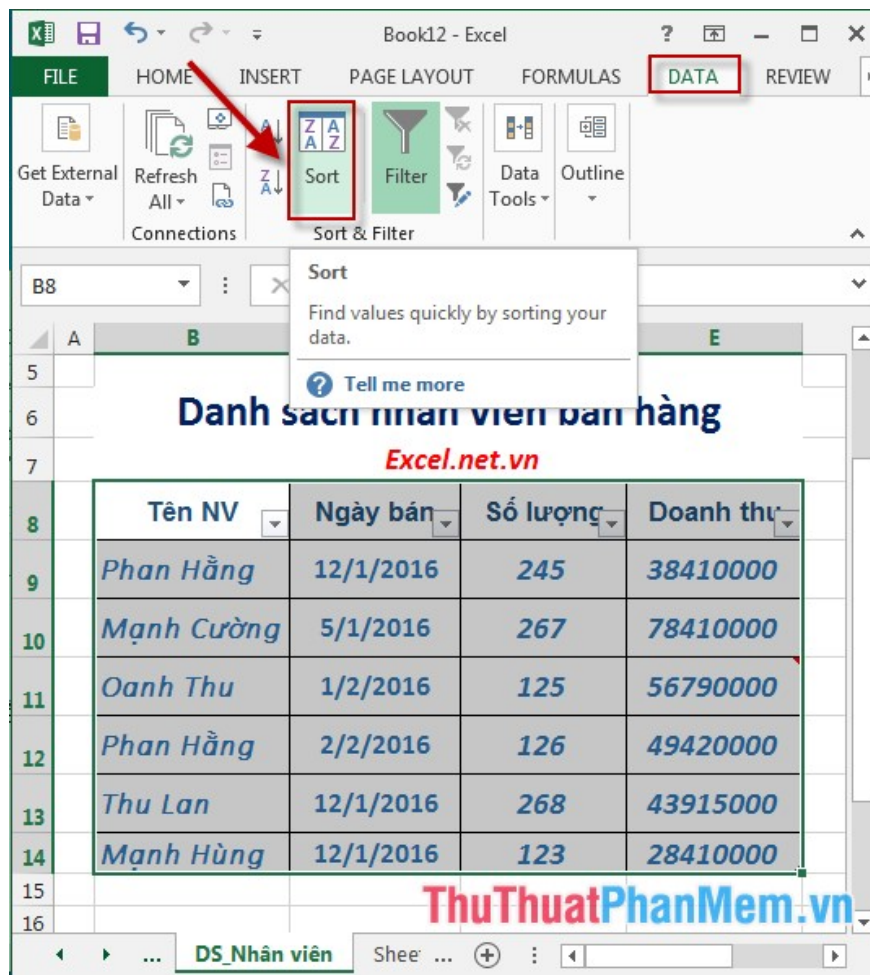 Book12 - Excel ?
FILE HOME INSERT PAGE LAYOUT FORMULAS DATA REVIEW
Get External Data
Refresh All
Sort
Filter
Data Tools
Outline
Connections
Sort & Filter
B8
Sort
Find values quickly by sorting your
data.
? Tell me more
A B E
5
6 Danh sách nhân viên bán hàng
7 Excel.net.vn
8 Tên NV Ngày bán Số lượng Doanh thu
9 Phan Hằng 12/1/2016 245 38410000
10 Mạnh Cường 5/1/2016 267 78410000
11 Oanh Thu 1/2/2016 125 56790000
12 Phan Hằng 2/2/2016 126 49420000
13 Thu Lan 12/1/2016 268 43915000
14 Mạnh Hùng 12/1/2016 123 28410000
15
ThuThuatPhanMem.vn
16
... DS_Nhân viên Shee ...